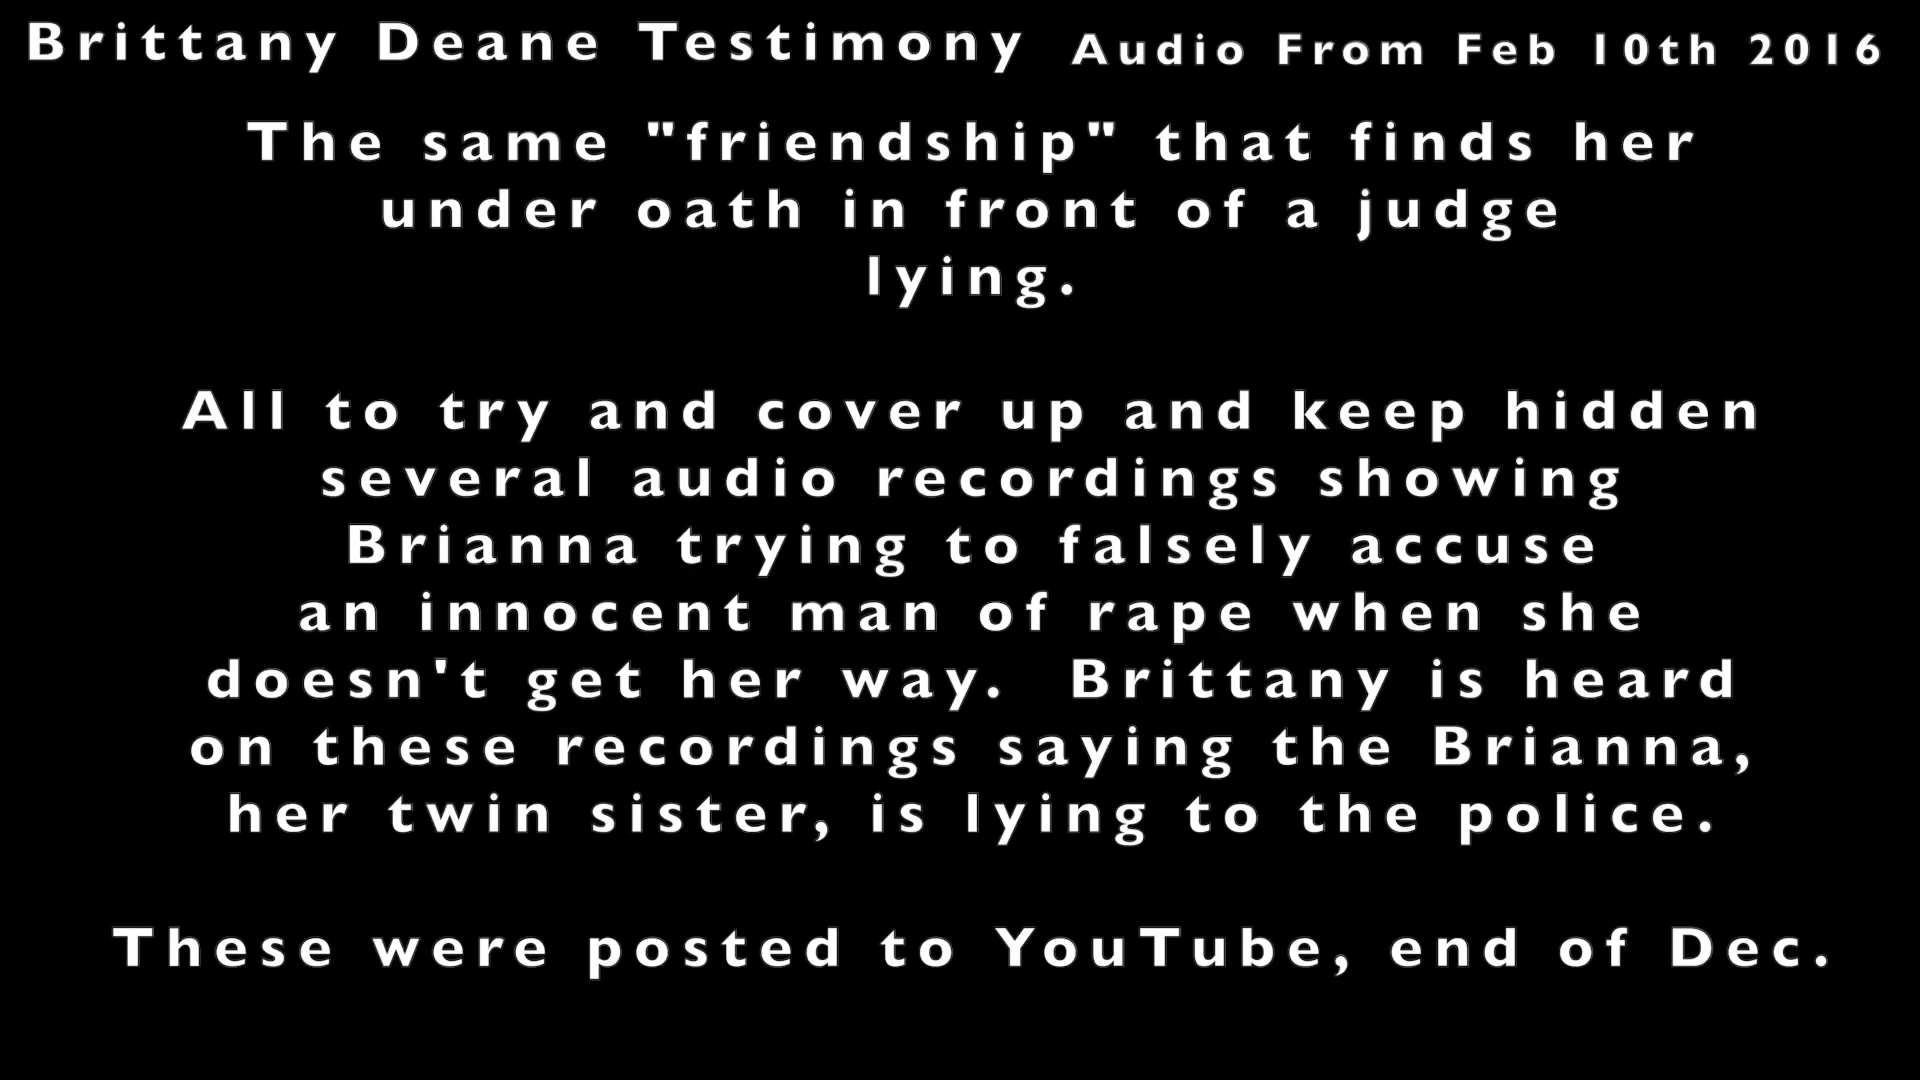 Brittany Deane Testimony Audio From Feb 10th 2016
The same "friendship" that finds her
under oath in front of a judge
lying.
All to try and cover up and keep hidden
several audio recordings showing
Brianna trying to falsely accuse
an innocent man of rape when she
doesn't get her way. Brittany is heard
on these recordings saying the Brianna,
her twin sister, is lying to the police.
These were posted to YouTube, end of Dec.